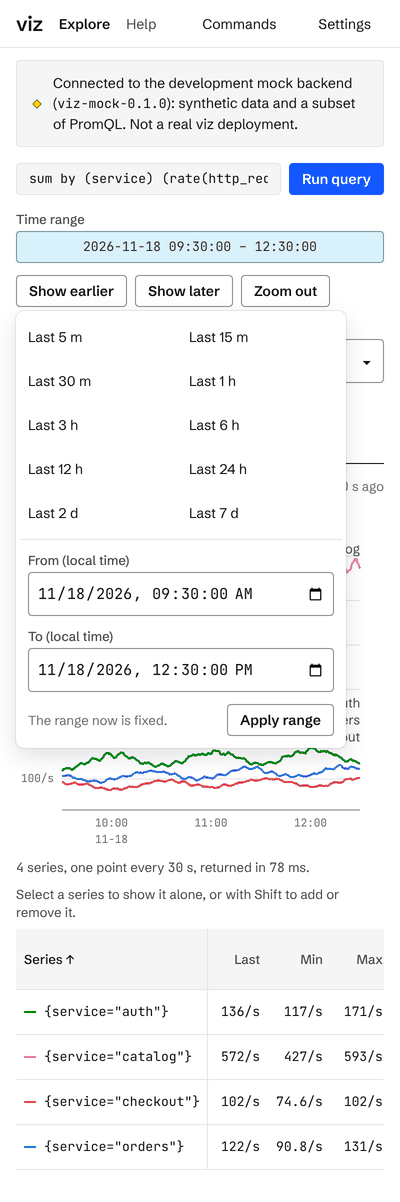 viz Explore Help Commands Settings
Connected to the development mock backend
(viz-mock-0.1.0): synthetic data and a subset
of PromQL. Not a real viz deployment.
sum by (service) (rate(http_rec Run query
Time range
2026-11-18 09:30:00 – 12:30:00
Show earlier Show later Zoom out
Last 5 m Last 15 m
Last 30 m Last 1 h
Last 3 h Last 6 h
Last 12 h Last 24 h
s ago
Last 2 d Last 7 d
og
From (local time)
11/18/2026, 09:30:00 AM
To (local time)
11/18/2026, 12:30:00 PM
The range now is fixed. Apply range
100/s
10:00 11:00 12:00
11-18
4 series, one point every 30 s, returned in 78 ms.
Select a series to show it alone, or with Shift to add or
remove it.
Series ↑ Last Min Max
{service="auth"} 136/s 117/s 171/s
{service="catalog"} 572/s 427/s 593/s
{service="checkout"} 102/s 74.6/s 102/s
{service="orders"} 122/s 90.8/s 131/s